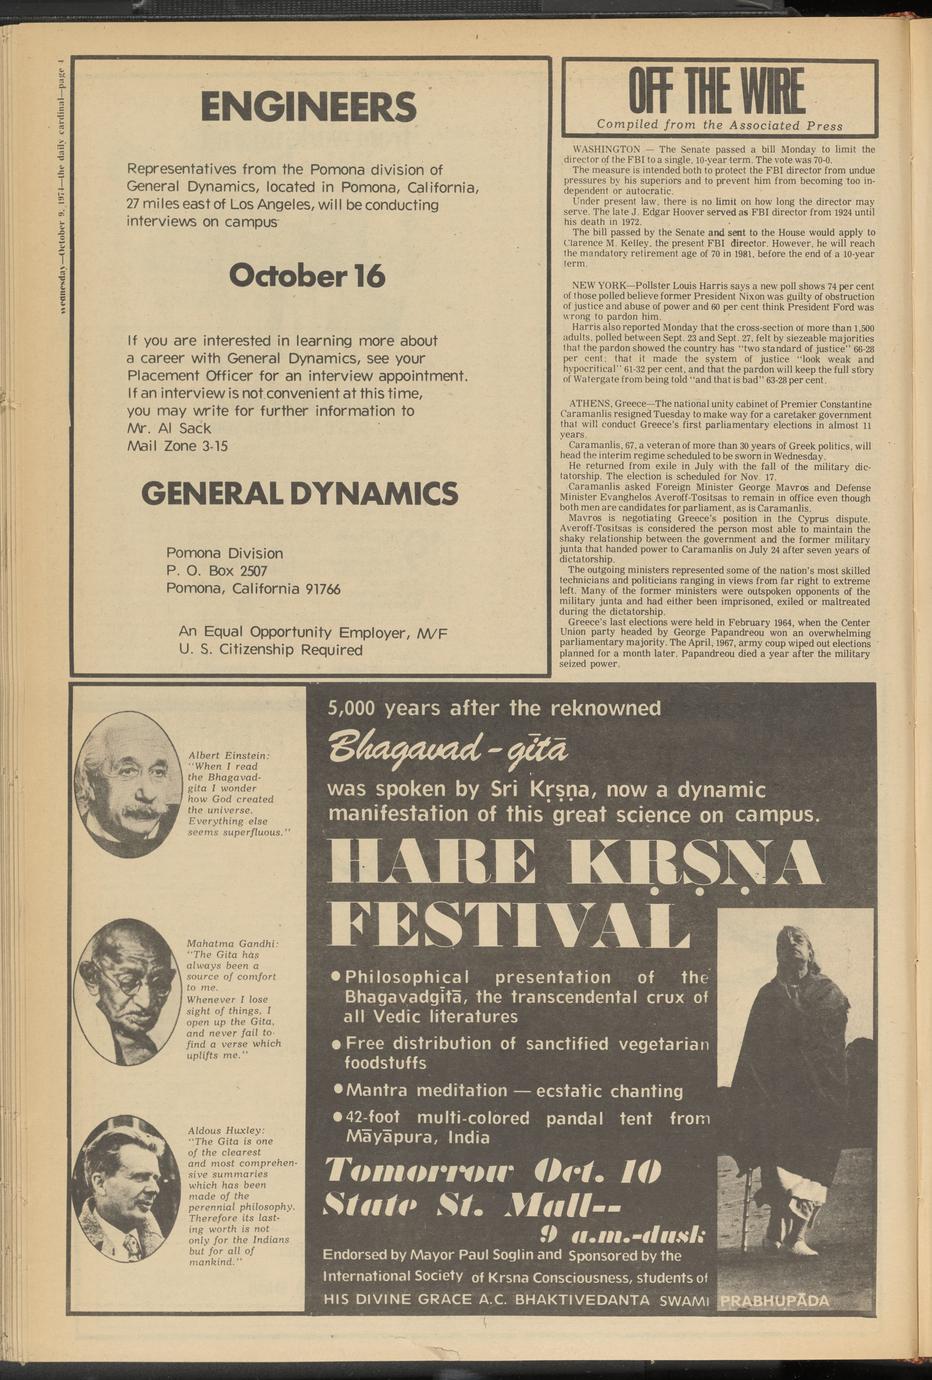 wednesday—October 9, 1974—the daily cardinal—page 4
ENGINEERS
Representatives from the Pomona division of
General Dynamics, located in Pomona, California,
27 miles east of Los Angeles, will be conducting
interviews on campus
October 16
If you are interested in learning more about
a career with General Dynamics, see your
Placement Officer for an interview appointment.
If an interview is not convenient at this time,
you may write for further information to
Mr. Al Sack
Mail Zone 3-15
GENERAL DYNAMICS
Pomona Division
P. O. Box 2507
Pomona, California 91766
An Equal Opportunity Employer, M/F
U. S. Citizenship Required
OFF THE WIRE
Compiled from the Associated Press
WASHINGTON — The Senate passed a bill Monday to limit the
director of the FBI to a single, 10-year term. The vote was 70-0.
The measure is intended both to protect the FBI director from undue
pressures by his superiors and to prevent him from becoming too in-
dependent or autocratic.
Under present law, there is no limit on how long the director may
serve. The late J. Edgar Hoover served as FBI director from 1924 until
his death in 1972.
The bill passed by the Senate and sent to the House would apply to
Clarence M. Kelley, the present FBI director. However, he will reach
the mandatory retirement age of 70 in 1981, before the end of a 10-year
term.
NEW YORK—Pollster Louis Harris says a new poll shows 74 per cent
of those polled believe former President Nixon was guilty of obstruction
of justice and abuse of power and 60 per cent think President Ford was
wrong to pardon him.
Harris also reported Monday that the cross-section of more than 1,500
adults, polled between Sept. 23 and Sept. 27, felt by siezeable majorities
that the pardon showed the country has "two standard of justice" 66-28
per cent; that it made the system of justice "look weak and
hypocritical" 61-32 per cent, and that the pardon will keep the full story
of Watergate from being told "and that is bad" 63-28 per cent.
ATHENS, Greece—The national unity cabinet of Premier Constantine
Caramanlis resigned Tuesday to make way for a caretaker government
that will conduct Greece's first parliamentary elections in almost 11
years.
Caramanlis, 67, a veteran of more than 30 years of Greek politics, will
head the interim regime scheduled to be sworn in Wednesday.
He returned from exile in July with the fall of the military dic-
tatorship. The election is scheduled for Nov. 17.
Caramanlis asked Foreign Minister George Mavros and Defense
Minister Evanghelos Averoff-Tositsas to remain in office even though
both men are candidates for parliament, as is Caramanlis.
Mavros is negotiating Greece's position in the Cyprus dispute.
Averoff-Tositsas is considered the person most able to maintain the
shaky relationship between the government and the former military
junta that handed power to Caramanlis on July 24 after seven years of
dictatorship.
The outgoing ministers represented some of the nation's most skilled
technicians and politicians ranging in views from far right to extreme
left. Many of the former ministers were outspoken opponents of the
military junta and had either been imprisoned, exiled or maltreated
during the dictatorship.
Greece's last elections were held in February 1964, when the Center
Union party headed by George Papandreou won an overwhelming
parliamentary majority. The April, 1967, army coup wiped out elections
planned for a month later. Papandreou died a year after the military
seized power.
Albert Einstein:
"When I read
the Bhagavad-
gita I wonder
how God created
the universe.
Everything else
seems superfluous."
Mahatma Gandhi:
"The Gita has
always been a
source of comfort
to me.
Whenever I lose
sight of things, I
open up the Gita,
and never fail to
find a verse which
uplifts me."
Aldous Huxley:
"The Gita is one
of the clearest
and most comprehen-
sive summaries
which has been
made of the
perennial philosophy.
Therefore its last-
ing worth is not
only for the Indians
but for all of
mankind."
5,000 years after the reknowned
Bhagavad-gītā
was spoken by Sri Kṛṣṇa, now a dynamic
manifestation of this great science on campus.
HARE KṚṢṆA
FESTIVAL
• Philosophical presentation of the
Bhagavadgītā, the transcendental crux of
all Vedic literatures
• Free distribution of sanctified vegetarian
foodstuffs
• Mantra meditation — ecstatic chanting
• 42-foot multi-colored pandal tent from
Māyāpura, India
Tomorrow Oct. 10
State St. Mall--
9 a.m.-dusk
Endorsed by Mayor Paul Soglin and Sponsored by the
International Society of Krsna Consciousness, students of
HIS DIVINE GRACE A.C. BHAKTIVEDANTA SWAMI PRABHUPĀDA